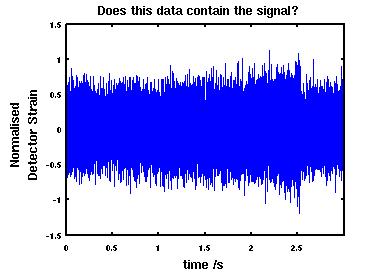 Does this data contain the signal?
1.5
1
0.5
0
-0.5
-1
-1.5
Normalised
Detector Strain
0 0.5 1 1.5 2 2.5
time /s